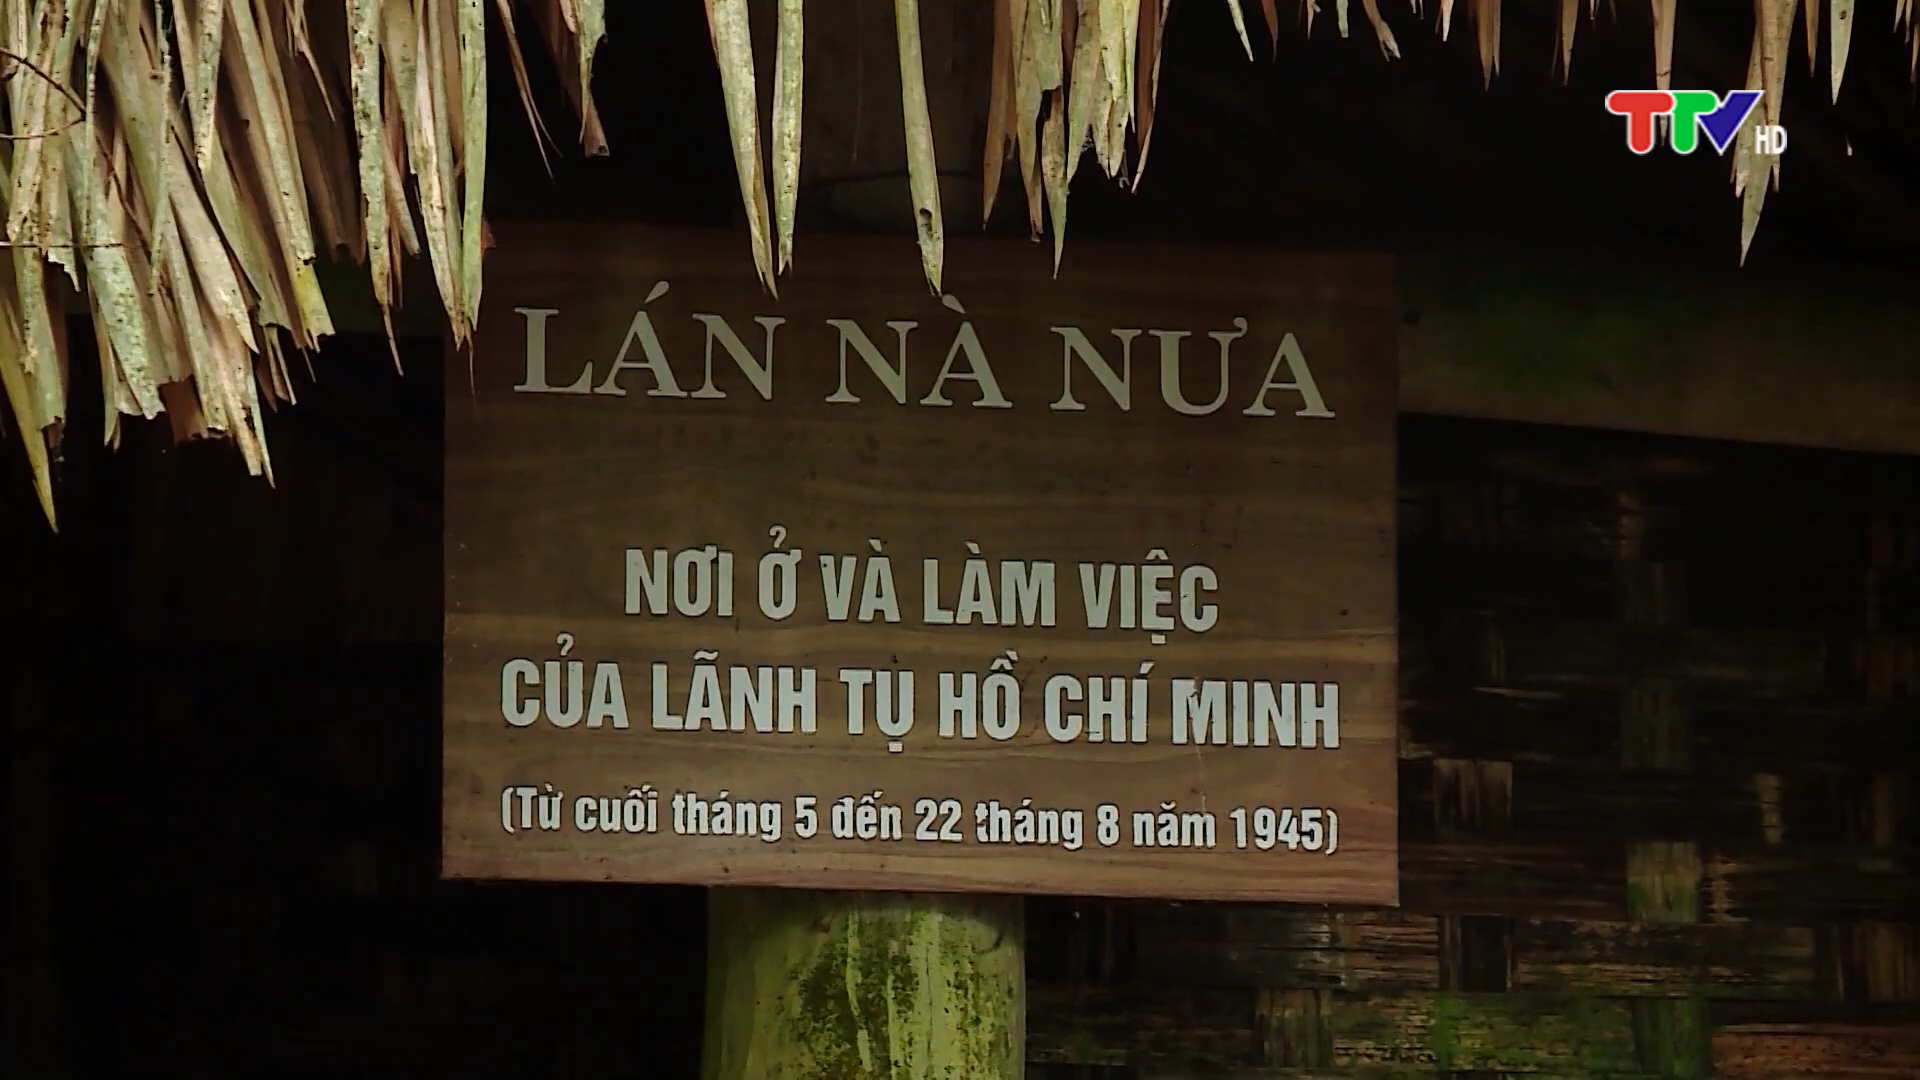 TTV HD
LÁN NÀ NƯA
NƠI Ở VÀ LÀM VIỆC
CỦA LÃNH TỤ HỒ CHÍ MINH
(Từ cuối tháng 5 đến 22 tháng 8 năm 1945)